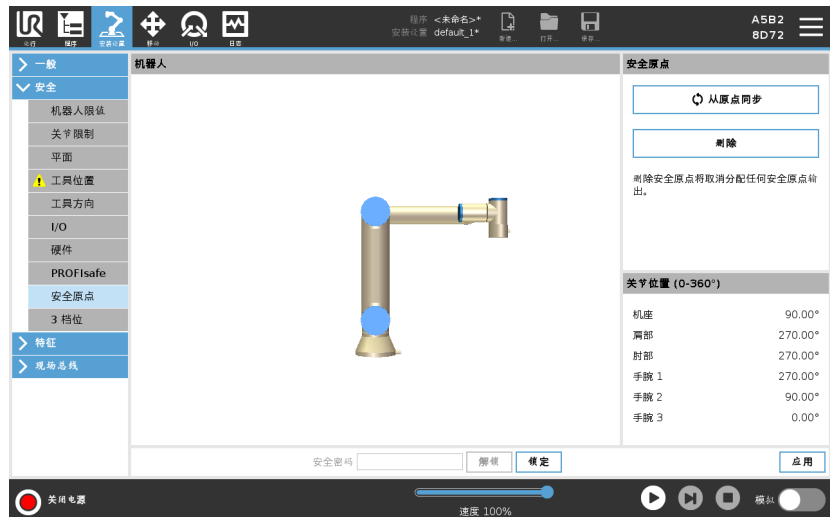 运行
程序
安装设置
移动
I/O
日志
程序 <未命名>*
安装设置 default_1*
新建...
打开...
保存...
A5B2
8D72
一般
安全
机器人限值
关节限制
平面
工具位置
工具方向
I/O
硬件
PROFIsafe
安全原点
3 档位
特征
现场总线
机器人
安全原点
从原点同步
删除
删除安全原点将取消分配任何安全原点输
出。
关节位置 (0-360°)
机座 90.00°
肩部 270.00°
肘部 270.00°
手腕 1 270.00°
手腕 2 90.00°
手腕 3 0.00°
安全密码
解锁
锁定
应用
关闭电源
速度 100%
模拟